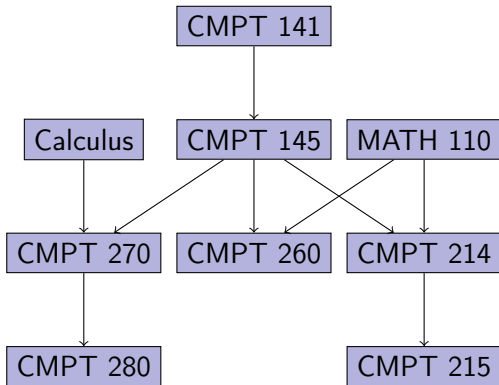 CMPT 141
Calculus
CMPT 145
MATH 110
CMPT 270
CMPT 260
CMPT 214
CMPT 280
CMPT 215